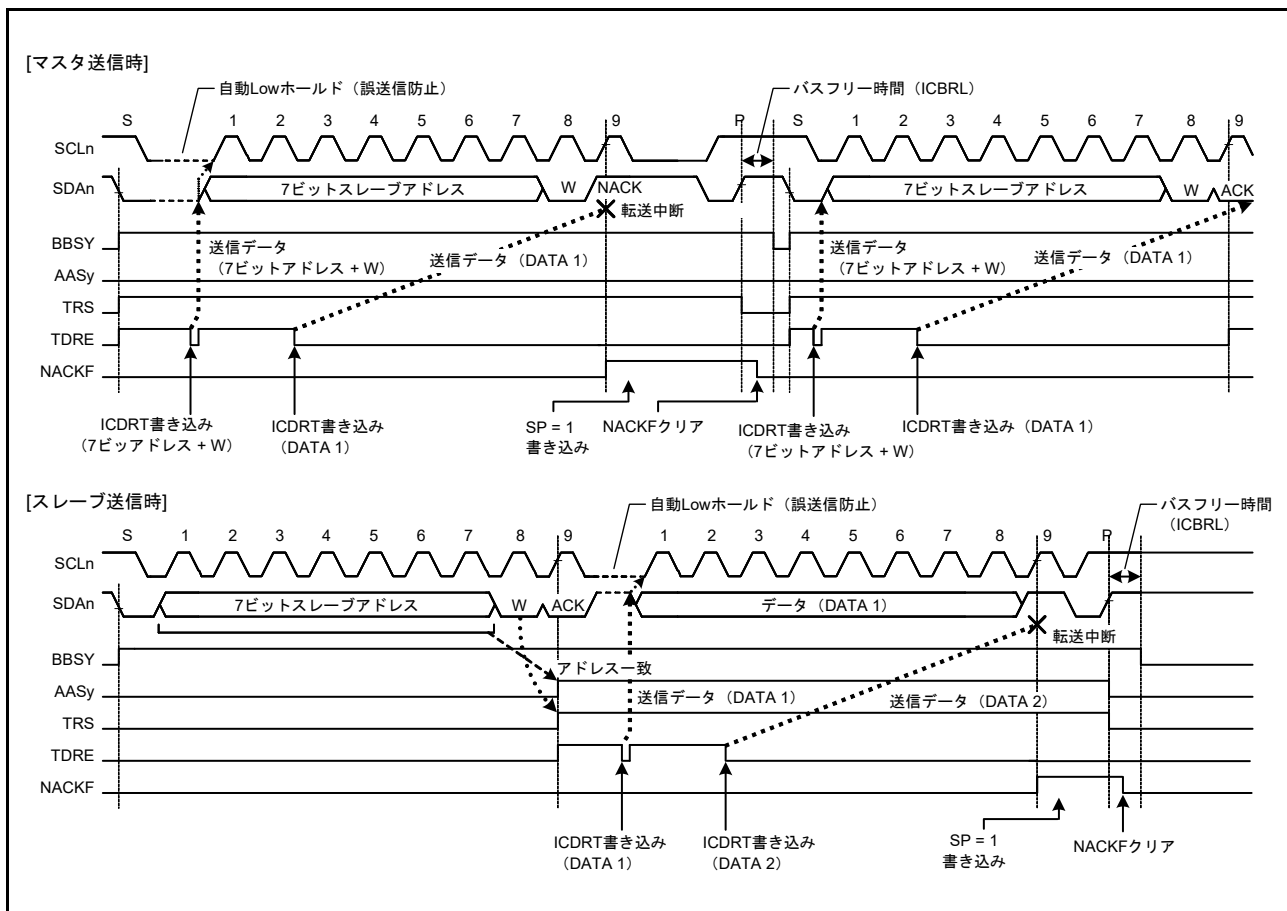 [マスタ送信時]
自動Lowホールド（誤送信防止）
バスフリー時間（ICBRL）
S 1 2 3 4 5 6 7 8 9 P S 1 2 3 4 5 6 7 8 9
SCLn
SDAn 7ビットスレーブアドレス W NACK 7ビットスレーブアドレス W ACK
転送中断
BBSY
送信データ
（7ビットアドレス + W）
送信データ（DATA 1）
送信データ
（7ビットアドレス + W）
送信データ（DATA 1）
AASy
TRS
TDRE
NACKF
ICDRT書き込み
（7ビッアドレス + W）
ICDRT書き込み
（DATA 1）
SP = 1
書き込み
NACKFクリア
ICDRT書き込み
（7ビットアドレス + W）
ICDRT書き込み（DATA 1）
[スレーブ送信時]
自動Lowホールド（誤送信防止）
バスフリー時間
（ICBRL）
S 1 2 3 4 5 6 7 8 9 1 2 3 4 5 6 7 8 9 P
SCLn
SDAn 7ビットスレーブアドレス W ACK データ（DATA 1）
転送中断
BBSY
アドレス一致
AASy
送信データ（DATA 1） 送信データ（DATA 2）
TRS
TDRE
NACKF
ICDRT書き込み
（DATA 1）
ICDRT書き込み
（DATA 2）
SP = 1
書き込み
NACKFクリア